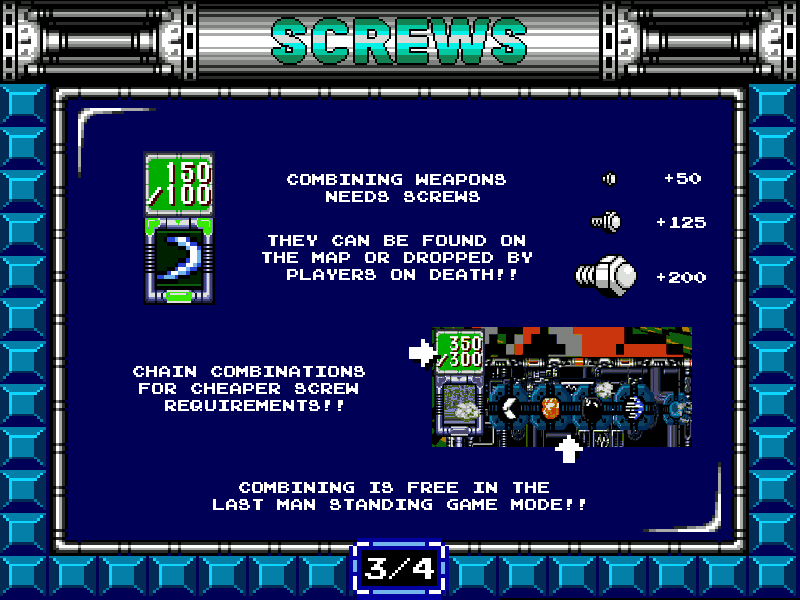 SCREWS
150
/100
COMBINING WEAPONS
NEEDS SCREWS
+50
+125
+200
THEY CAN BE FOUND ON
THE MAP OR DROPPED BY
PLAYERS ON DEATH!!
350
/300
CHAIN COMBINATIONS
FOR CHEAPER SCREW
REQUIREMENTS!!
COMBINING IS FREE IN THE
LAST MAN STANDING GAME MODE!!
3/4